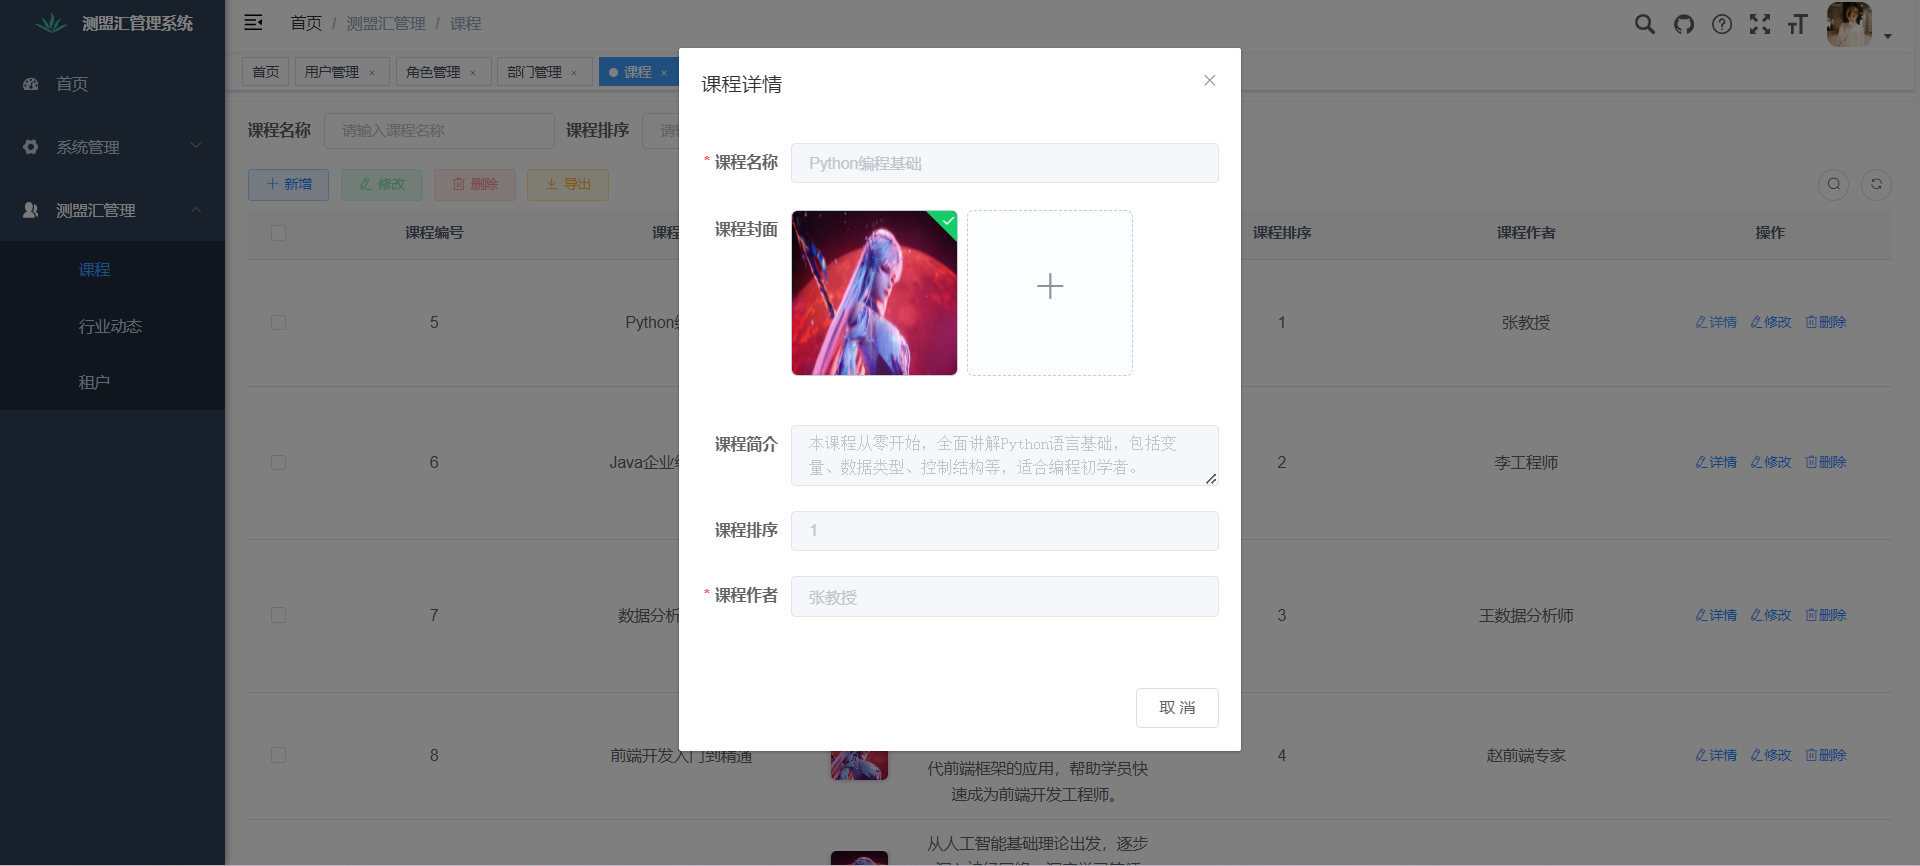 测盟汇管理系统
首页 / 测盟汇管理 / 课程
首页
系统管理
测盟汇管理
课程
行业动态
租户
首页 用户管理 × 角色管理 × 部门管理 × 课程 ×
课程名称 请输入课程名称 课程排序
新增 修改 删除 导出
课程编号 课程排序 课程作者 操作
5 Python 1 张教授 详情 修改 删除
6 Java企业 2 李工程师 详情 修改 删除
7 数据分析 3 王数据分析师 详情 修改 删除
8 前端开发入门到精通 4 赵前端专家 详情 修改 删除
代前端框架的应用，帮助学员快
速成为前端开发工程师。
从人工智能基础理论出发，逐步
课程详情
* 课程名称 Python编程基础
课程封面
课程简介 本课程从零开始，全面讲解Python语言基础，包括变
量、数据类型、控制结构等，适合编程初学者。
课程排序 1
* 课程作者 张教授
取 消